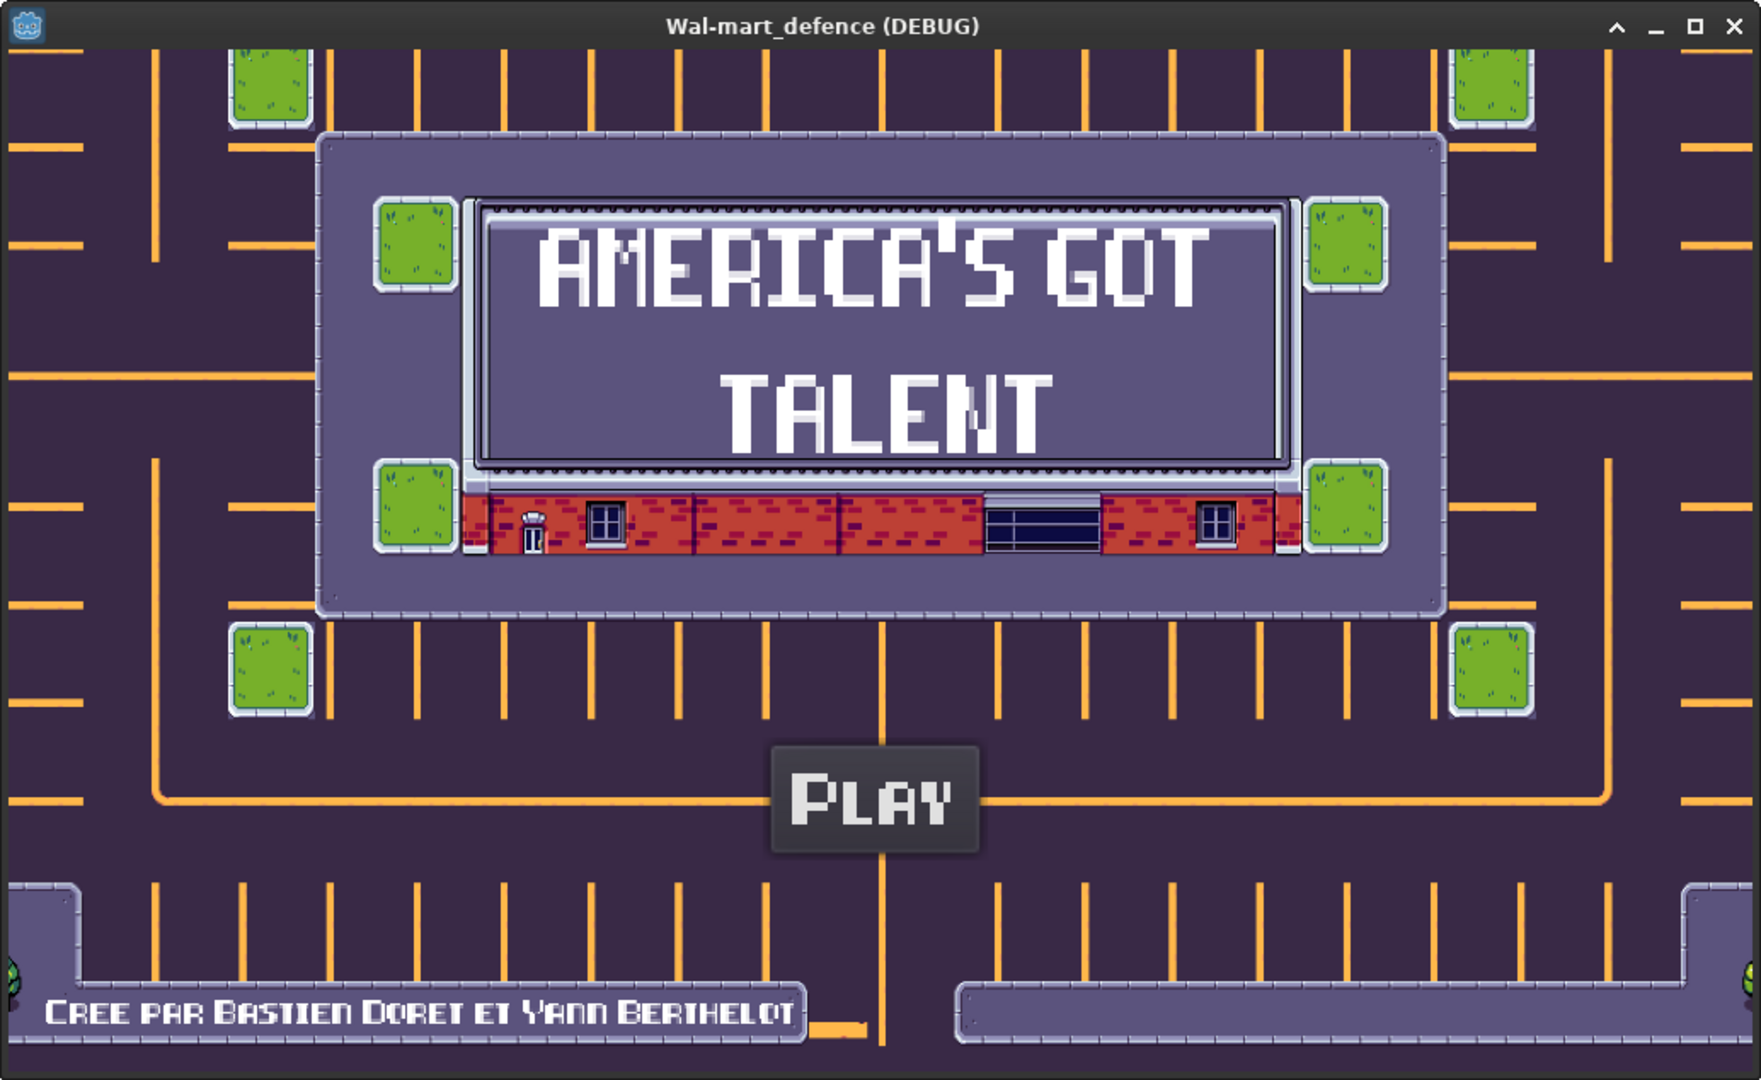 Wal-mart_defence (DEBUG)
AMERICA'S GOT
TALENT
PLAY
CREE PAR BASTIEN DORET ET YANN BERTHELOT